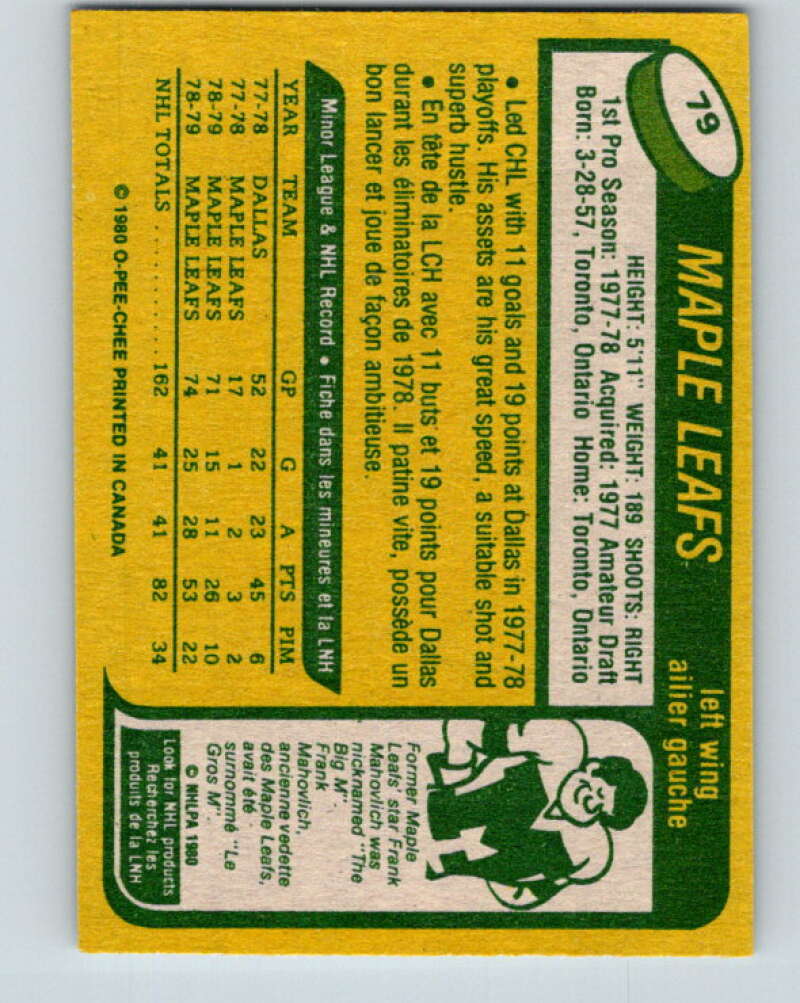 79
MAPLE LEAFS
left wing
ailier gauche
HEIGHT: 5'11" WEIGHT: 189 SHOOTS: RIGHT
1st Pro Season: 1977-78 Acquired: 1977 Amateur Draft
Born: 3-28-57, Toronto, Ontario Home: Toronto, Ontario
• Led CHL with 11 goals and 19 points at Dallas in 1977-78
playoffs. His assets are his great speed, a suitable shot and
superb hustle.
• En tête de la LCH avec 11 buts et 19 points pour Dallas
durant les éliminatoires de 1978. Il patine vite, possède un
bon lancer et joue de façon ambitieuse.
Minor League & NHL Record • Fiche dans les mineures et la LNH
YEAR TEAM GP G A PTS PIM
77-78 DALLAS 52 22 23 45 6
77-78 MAPLE LEAFS 17 1 2 3 2
78-79 MAPLE LEAFS 71 15 11 26 10
78-79 MAPLE LEAFS 74 25 28 53 22
NHL TOTALS .......... 162 41 41 82 34
© 1980 O-PEE-CHEE PRINTED IN CANADA
Former Maple
Leafs' star Frank
Mahovlich was
nicknamed "The
Big M".
Frank
Mahovlich,
ancienne vedette
des Maple Leafs,
avait été
surnommé "Le
Gros M".
© NHLPA 1980
Look for NHL products
Recherchez les
produits de la LNH